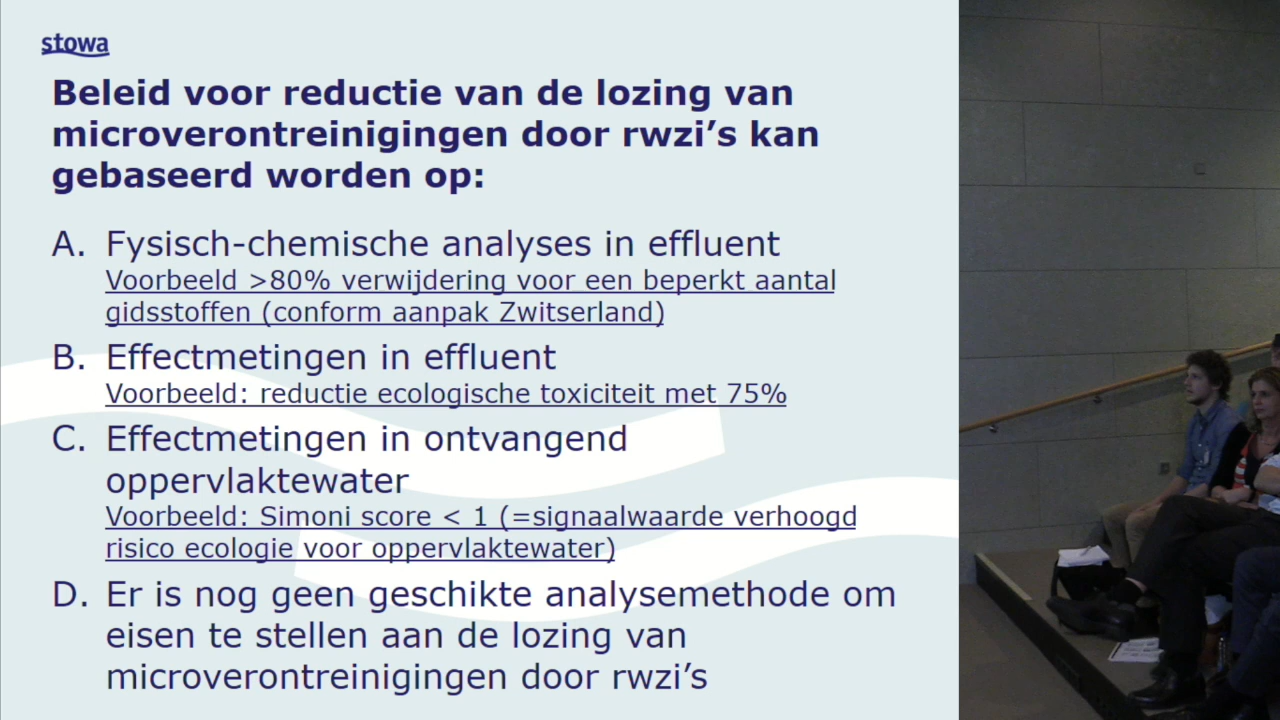 stowa
Beleid voor reductie van de lozing van
microverontreinigingen door rwzi’s kan
gebaseerd worden op:
A. Fysisch-chemische analyses in effluent
Voorbeeld >80% verwijdering voor een beperkt aantal
gidsstoffen (conform aanpak Zwitserland)
B. Effectmetingen in effluent
Voorbeeld: reductie ecologische toxiciteit met 75%
C. Effectmetingen in ontvangend
oppervlaktewater
Voorbeeld: Simoni score < 1 (=signaalwaarde verhoogd
risico ecologie voor oppervlaktewater)
D. Er is nog geen geschikte analysemethode om
eisen te stellen aan de lozing van
microverontreinigingen door rwzi’s